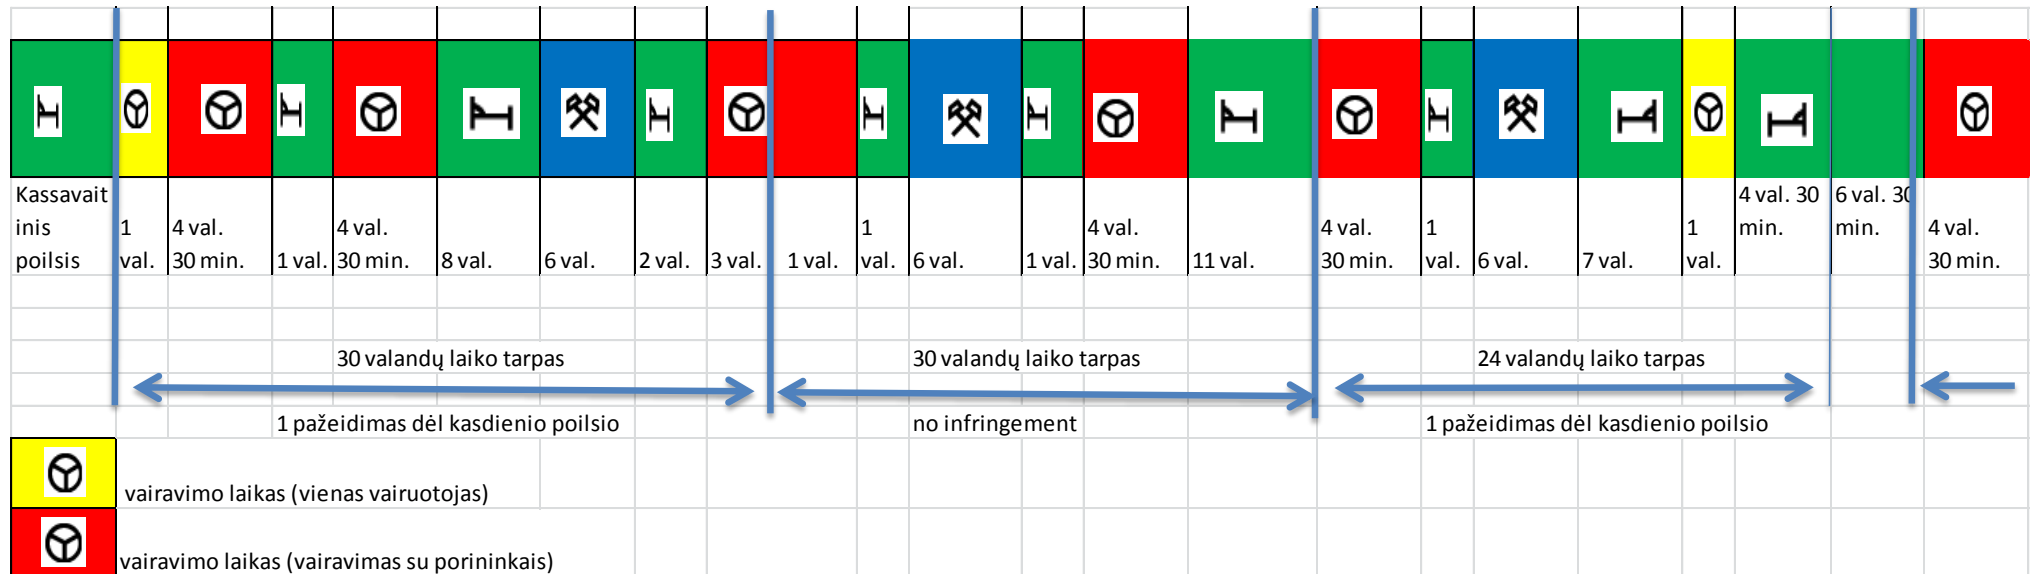 Kassavait
inis
poilsis
1
val.
4 val.
30 min.
1 val.
4 val.
30 min.
8 val.
6 val.
2 val.
3 val.
1 val.
1
val.
6 val.
1 val.
4 val.
30 min.
11 val.
4 val.
30 min.
1
val.
6 val.
7 val.
1
val.
4 val. 30
min.
6 val. 30
min.
4 val.
30 min.
30 valandų laiko tarpas
30 valandų laiko tarpas
24 valandų laiko tarpas
1 pažeidimas dėl kasdienio poilsio
no infringement
1 pažeidimas dėl kasdienio poilsio
vairavimo laikas (vienas vairuotojas)
vairavimo laikas (vairavimas su porininkais)